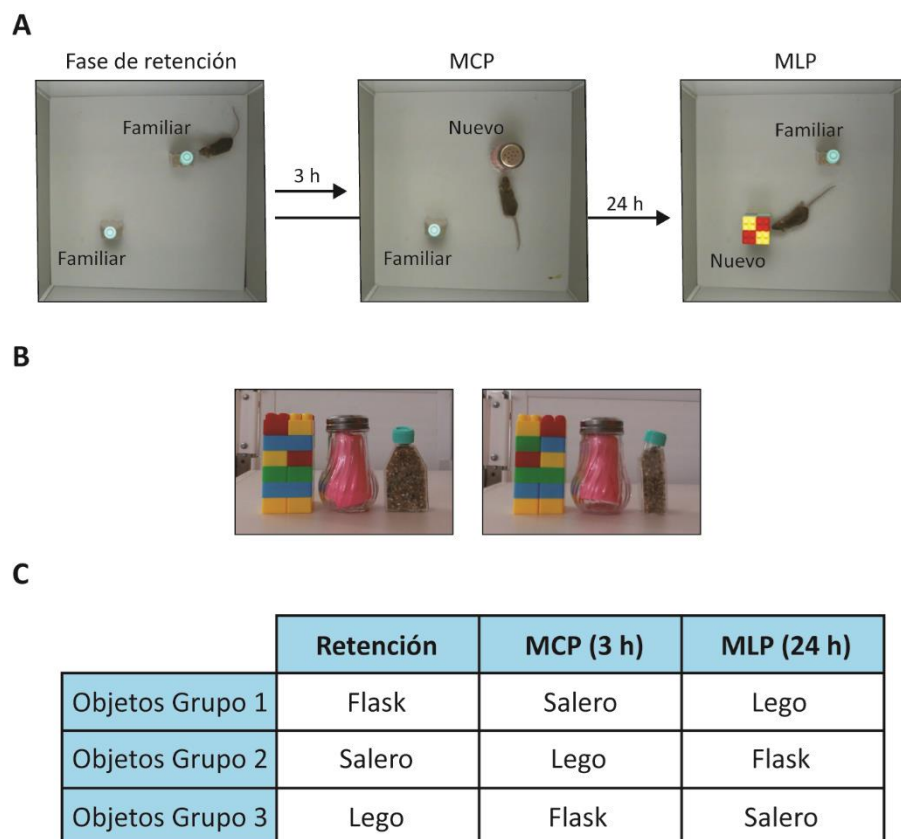 A
Fase de retención
MCP
MLP
Familiar
Nuevo
Familiar
3 h
24 h
Familiar
Familiar
Nuevo
B
C
Retención
MCP (3 h)
MLP (24 h)
Objetos Grupo 1
Flask
Salero
Lego
Objetos Grupo 2
Salero
Lego
Flask
Objetos Grupo 3
Lego
Flask
Salero